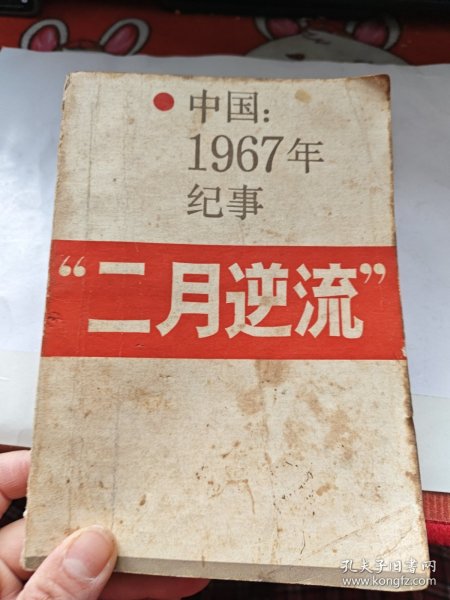 中国：
1967年
纪事
“二月逆流”
孔夫子旧书网
www.kongfz.com